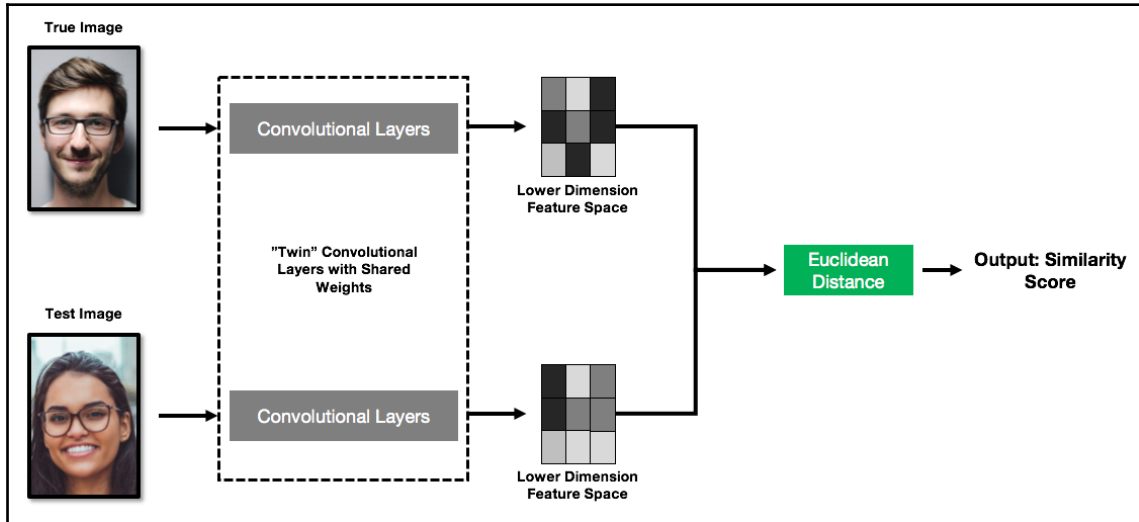 True Image
Convolutional Layers
Lower Dimension
Feature Space
”Twin” Convolutional
Layers with Shared
Weights
Euclidean
Distance
Output: Similarity
Score
Test Image
Convolutional Layers
Lower Dimension
Feature Space